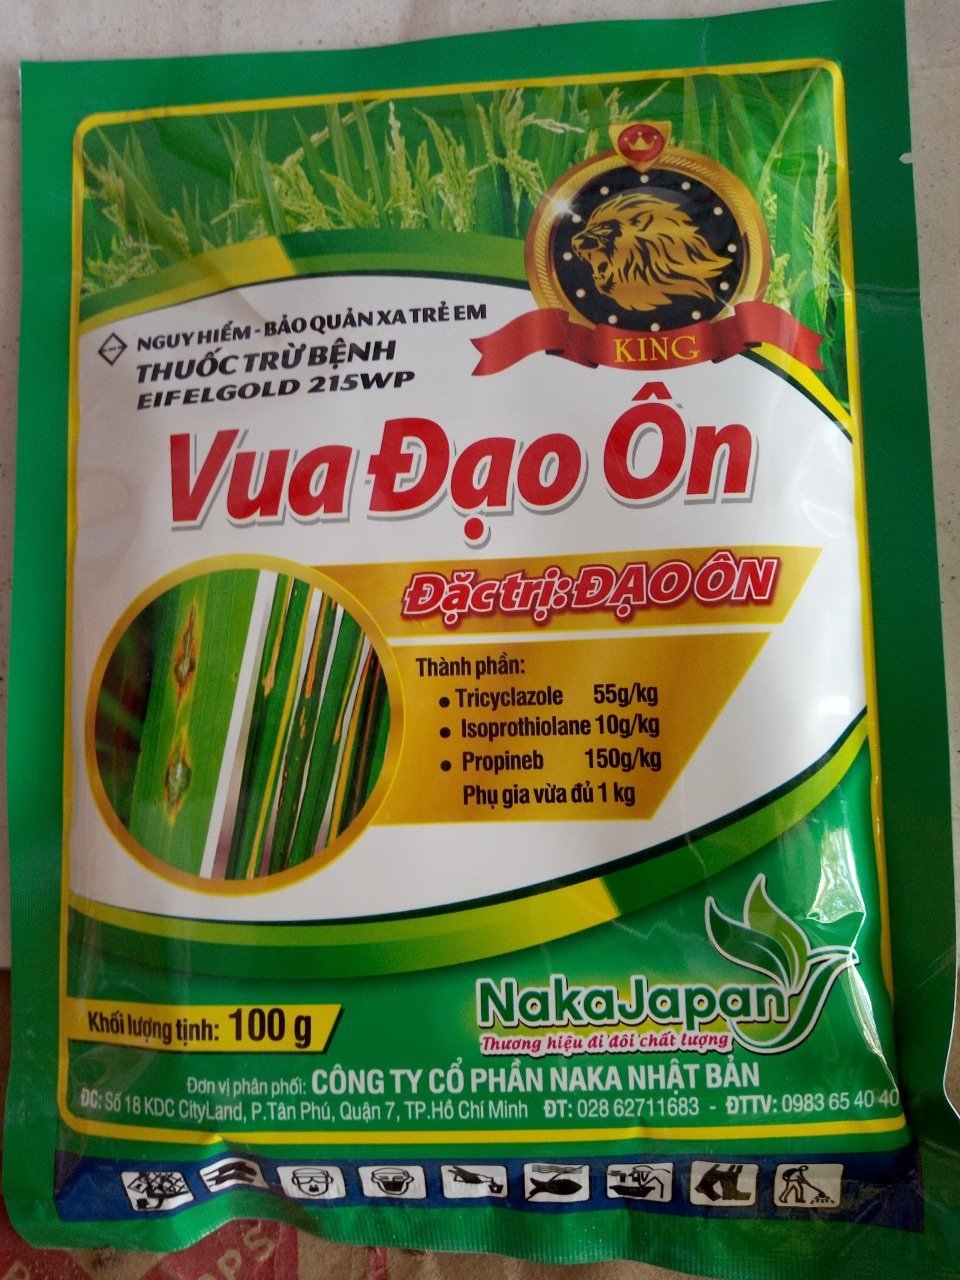 KING
NGUY HIỂM - BẢO QUẢN XA TRẺ EM
THUỐC TRỪ BỆNH
EIFELGOLD 215WP
Vua Đạo Ôn
Đặc trị: ĐẠO ÔN
Thành phần:
• Tricyclazole 55g/kg
• Isoprothiolane 10g/kg
• Propineb 150g/kg
Phụ gia vừa đủ 1 kg
NakaJapan
Thương hiệu đi đôi chất lượng
Khối lượng tịnh: 100 g
Đơn vị phân phối: CÔNG TY CỔ PHẦN NAKA NHẬT BẢN
ĐC: Số 18 KDC CityLand, P.Tân Phú, Quận 7, TP.Hồ Chí Minh ĐT: 028 62711683 - ĐTTV: 0983 65 40 40